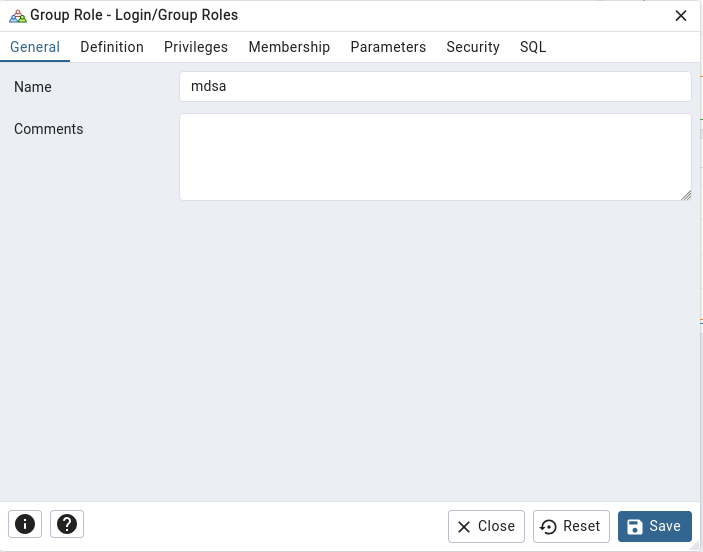 Group Role - Login/Group Roles
General Definition Privileges Membership Parameters Security SQL
Name mdsa
Comments
Close Reset Save